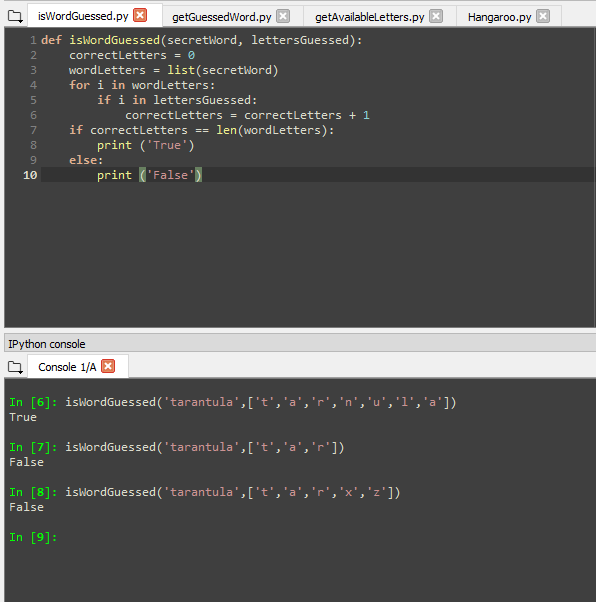 isWordGuessed.py getGuessedWord.py getAvailableLetters.py Hangaroo.py
1 def isWordGuessed(secretWord, lettersGuessed):
2     correctLetters = 0
3     wordLetters = list(secretWord)
4     for i in wordLetters:
5         if i in lettersGuessed:
6             correctLetters = correctLetters + 1
7     if correctLetters == len(wordLetters):
8         print ('True')
9     else:
10         print ('False')
IPython console
Console 1/A
In [6]: isWordGuessed('tarantula',['t','a','r','n','u','l','a'])
True
In [7]: isWordGuessed('tarantula',['t','a','r'])
False
In [8]: isWordGuessed('tarantula',['t','a','r','x','z'])
False
In [9]: